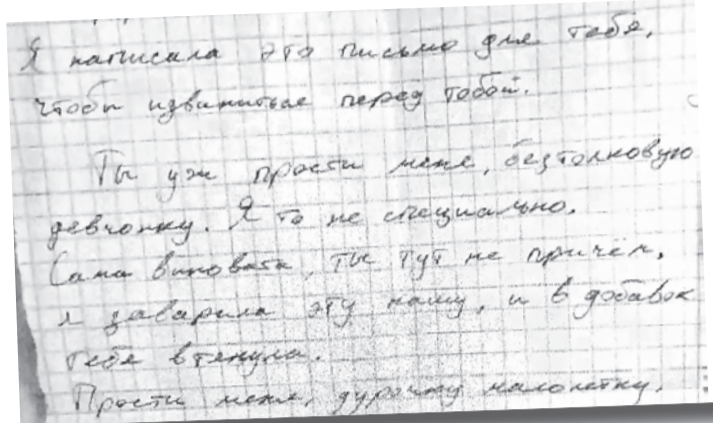 Я написала это письмо для тебя,
чтобы извиниться перед тобой.
Ты уж прости меня, безтолковую
девчонку. Я то не специально.
Сама виновата, ты тут не причём,
я заварила эту кашу, и в добавок
тебя втянула.
Прости меня, дурочку малолетку.